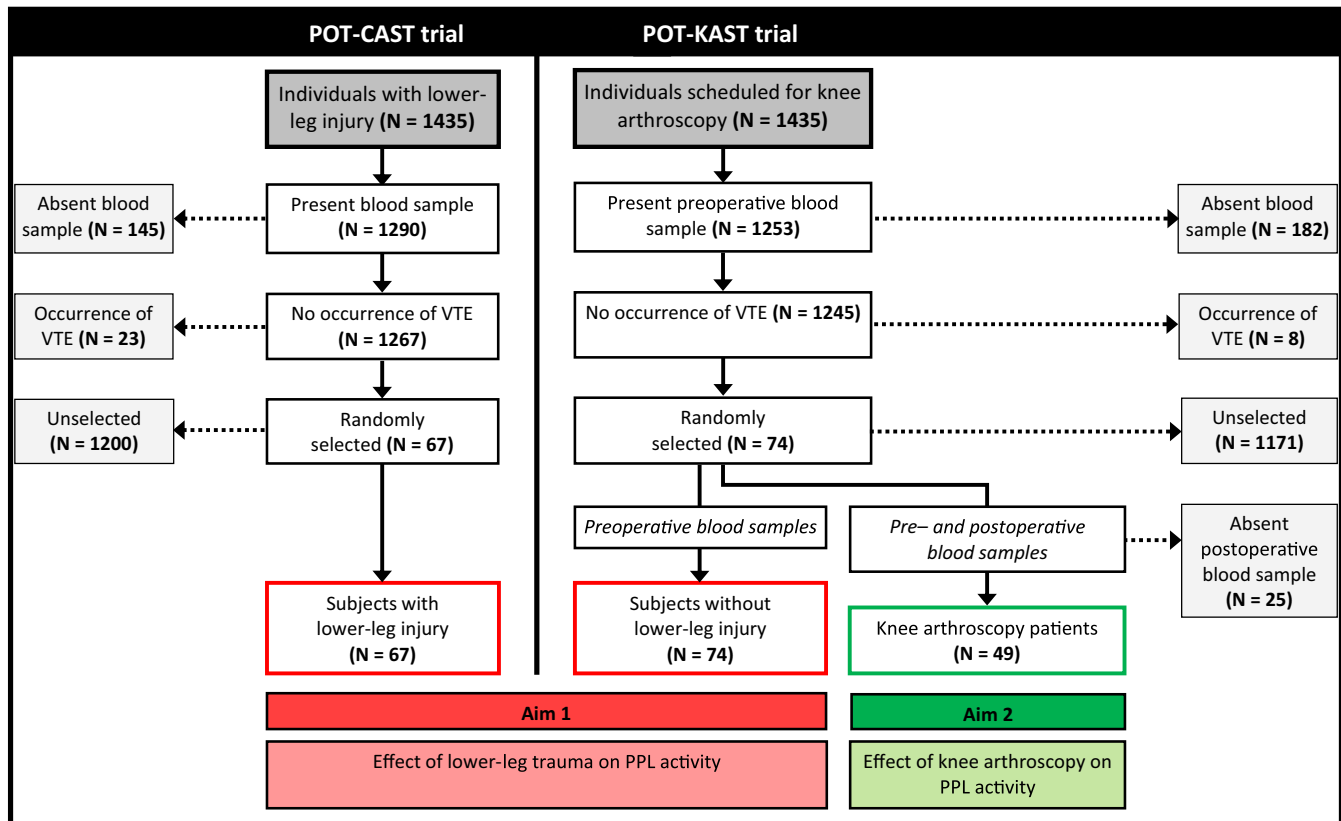 POT-CAST trial
POT-KAST trial
Individuals with lower-
leg injury (N = 1435)
Individuals scheduled for knee
arthroscopy (N = 1435)
Absent blood
sample (N = 145)
Present blood sample
(N = 1290)
Present preoperative blood
sample (N = 1253)
Absent blood
sample (N = 182)
Occurrence of
VTE (N = 23)
No occurrence of VTE
(N = 1267)
No occurrence of VTE (N = 1245)
Occurrence of
VTE (N = 8)
Unselected
(N = 1200)
Randomly
selected (N = 67)
Randomly
selected (N = 74)
Unselected
(N = 1171)
Preoperative blood samples
Pre– and postoperative
blood samples
Absent
postoperative
blood sample
(N = 25)
Subjects with
lower-leg injury
(N = 67)
Subjects without
lower-leg injury
(N = 74)
Knee arthroscopy patients
(N = 49)
Aim 1
Aim 2
Effect of lower-leg trauma on PPL activity
Effect of knee arthroscopy on
PPL activity